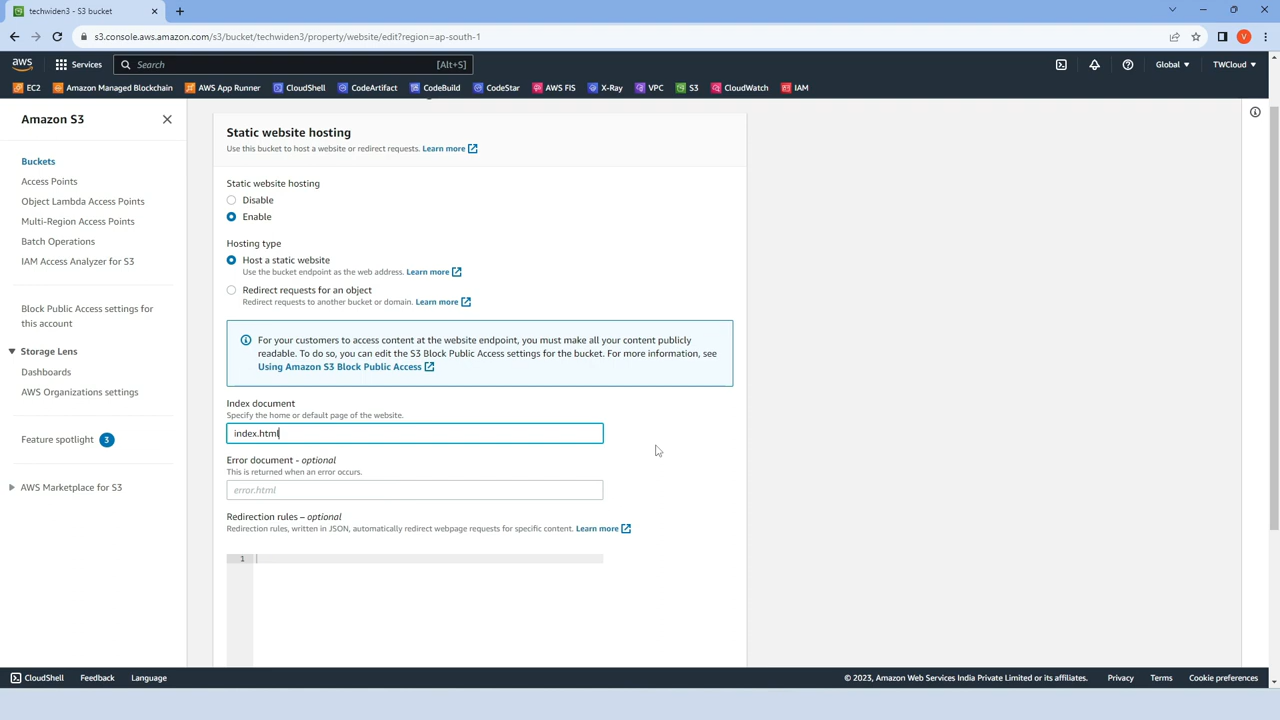 techwiden3 - S3 bucket
s3.console.aws.amazon.com/s3/bucket/techwiden3/property/website/edit?region=ap-south-1
V
aws Services Search [Alt+S] Global TWCloud
EC2 Amazon Managed Blockchain AWS App Runner CloudShell CodeArtifact CodeBuild CodeStar AWS FIS X-Ray VPC S3 CloudWatch IAM
Amazon S3
Buckets
Access Points
Object Lambda Access Points
Multi-Region Access Points
Batch Operations
IAM Access Analyzer for S3
Block Public Access settings for
this account
Storage Lens
Dashboards
AWS Organizations settings
Feature spotlight 3
AWS Marketplace for S3
Static website hosting
Use this bucket to host a website or redirect requests. Learn more
Static website hosting
Disable
Enable
Hosting type
Host a static website
Use the bucket endpoint as the web address. Learn more
Redirect requests for an object
Redirect requests to another bucket or domain. Learn more
For your customers to access content at the website endpoint, you must make all your content publicly
readable. To do so, you can edit the S3 Block Public Access settings for the bucket. For more information, see
Using Amazon S3 Block Public Access
Index document
Specify the home or default page of the website.
index.html
Error document - optional
This is returned when an error occurs.
error.html
Redirection rules – optional
Redirection rules, written in JSON, automatically redirect webpage requests for specific content. Learn more
1
CloudShell Feedback Language © 2023, Amazon Web Services India Private Limited or its affiliates. Privacy Terms Cookie preferences